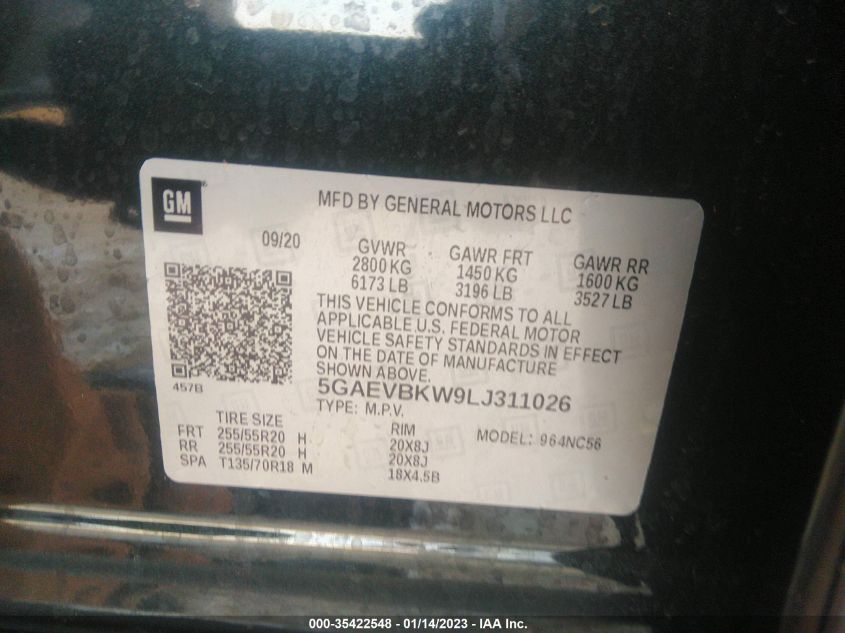 GM
MFD BY GENERAL MOTORS LLC
09/20
GVWR GAWR FRT GAWR RR
2800 KG 1450 KG 1600 KG
6173 LB 3196 LB 3527 LB
THIS VEHICLE CONFORMS TO ALL
APPLICABLE U.S. FEDERAL MOTOR
VEHICLE SAFETY STANDARDS IN EFFECT
ON THE DATE OF MANUFACTURE
SHOWN ABOVE.
457B
5GAEVBKW9LJ311026
TYPE: M.P.V.
TIRE SIZE RIM MODEL: 964NC56
FRT 255/55R20 H 20X8J
RR 255/55R20 H 20X8J
SPA T135/70R18 M 18X4.5B
000-35422548 - 01/14/2023 - IAA Inc.